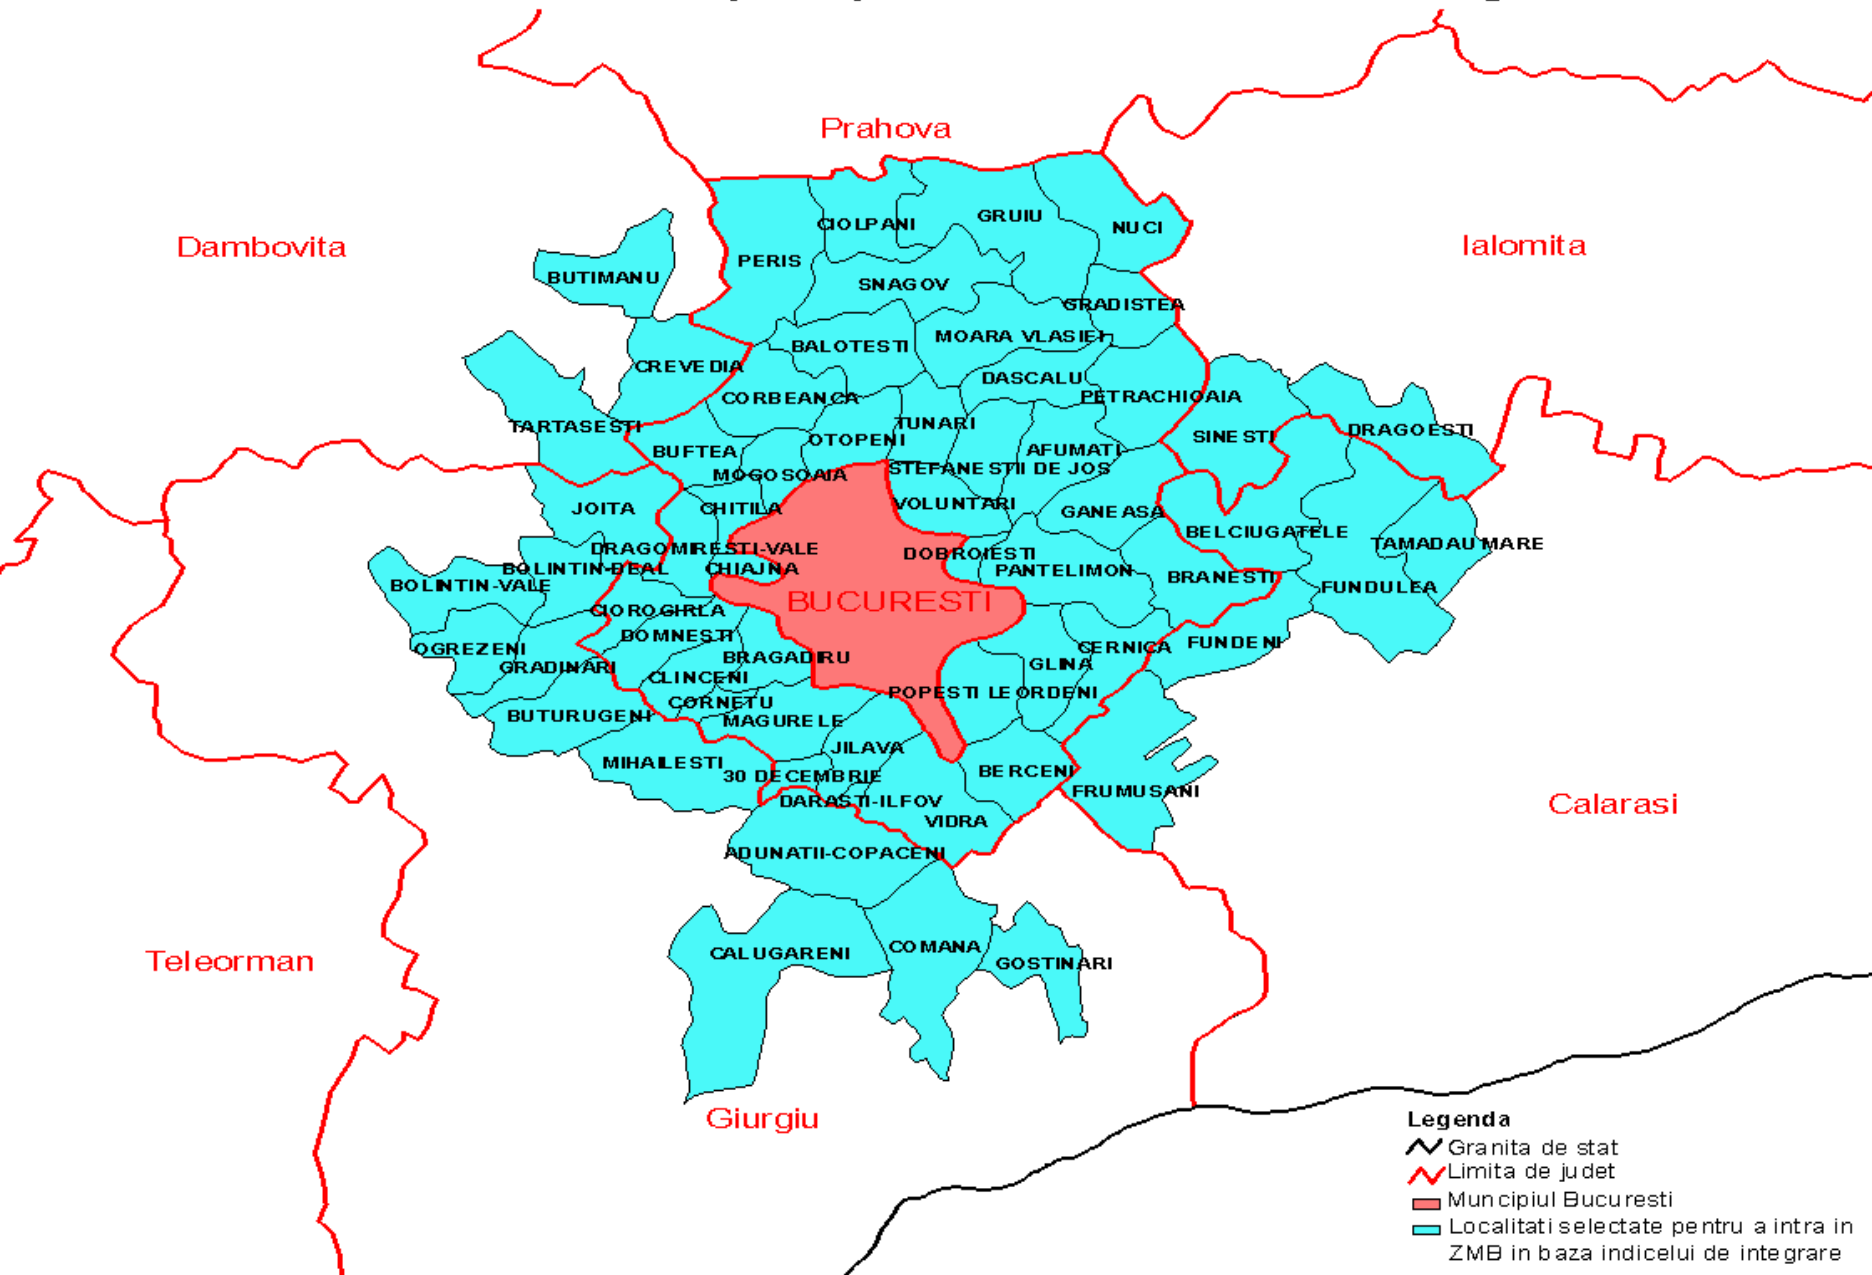 Prahova
Dambovita
Ialomita
CIOLPANI
GRUIU
NUCI
PERIS
BUTIMANU
SNAGOV
GRADISTEA
MOARA VLASIEI
BALOTESTI
CREVEDIA
DASCALU
CORBEANCA
PETRACHIOAIA
TARTASESTI
TUNARI
OTOPENI
SINESTI
DRAGOESTI
BUFTEA
AFUMATI
MOGOSOAIA
STEFANESTII DE JOS
JOITA
CHITILA
VOLUNTARI
GANEASA
BELCIUGATELE
TAMADAU MARE
DRAGOMIRESTI-VALE
DOBROIESTI
BOLINTIN-DEAL
CHIAJNA
PANTELIMON
BRANESTI
BOLINTIN-VALE
FUNDULEA
BUCURESTI
CIOROGIRLA
DOMNESTI
OGREZENI
GRADINARI
BRAGADIRU
CERNICA
FUNDENI
GLINA
CLINCENI
POPESTI LEORDENI
CORNETU
BUTURUGENI
MAGURELE
JILAVA
MIHAILESTI
30 DECEMBRIE
BERCENI
FRUMUSANI
DARASTI-ILFOV
VIDRA
Calarasi
ADUNATII-COPACENI
Teleorman
CALUGARENI
COMANA
GOSTINARI
Giurgiu
Legenda
Granita de stat
Limita de judet
Muncipiul Bucuresti
Localitati selectate pentru a intra in
ZMB in baza indicelui de integrare